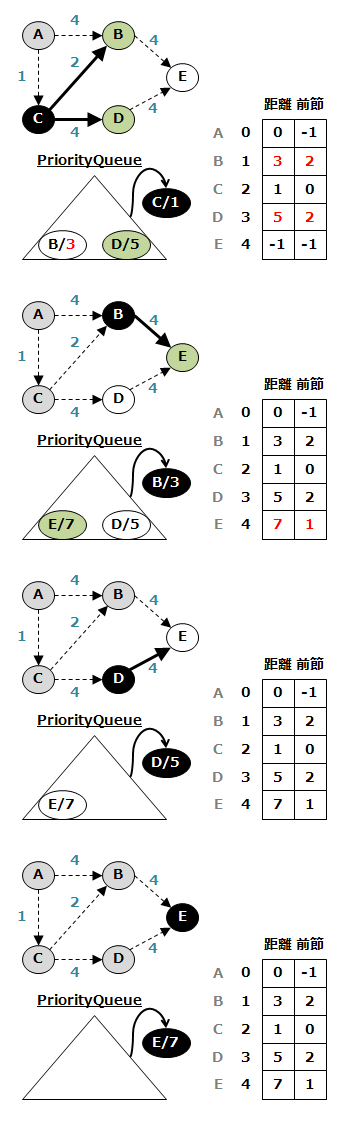 A 4 B
1 2 4
E
C 4 D 4
PriorityQueue
C/1
B/3 D/5
距離 前節
A 0 0 -1
B 1 3 2
C 2 1 0
D 3 5 2
E 4 -1 -1
A 4 B
1 2 4
E
C 4 D 4
PriorityQueue
B/3
E/7 D/5
距離 前節
A 0 0 -1
B 1 3 2
C 2 1 0
D 3 5 2
E 4 7 1
A 4 B
1 2 4
E
C 4 D 4
PriorityQueue
D/5
E/7
距離 前節
A 0 0 -1
B 1 3 2
C 2 1 0
D 3 5 2
E 4 7 1
A 4 B
1 2 4
E
C 4 D 4
PriorityQueue
E/7
距離 前節
A 0 0 -1
B 1 3 2
C 2 1 0
D 3 5 2
E 4 7 1